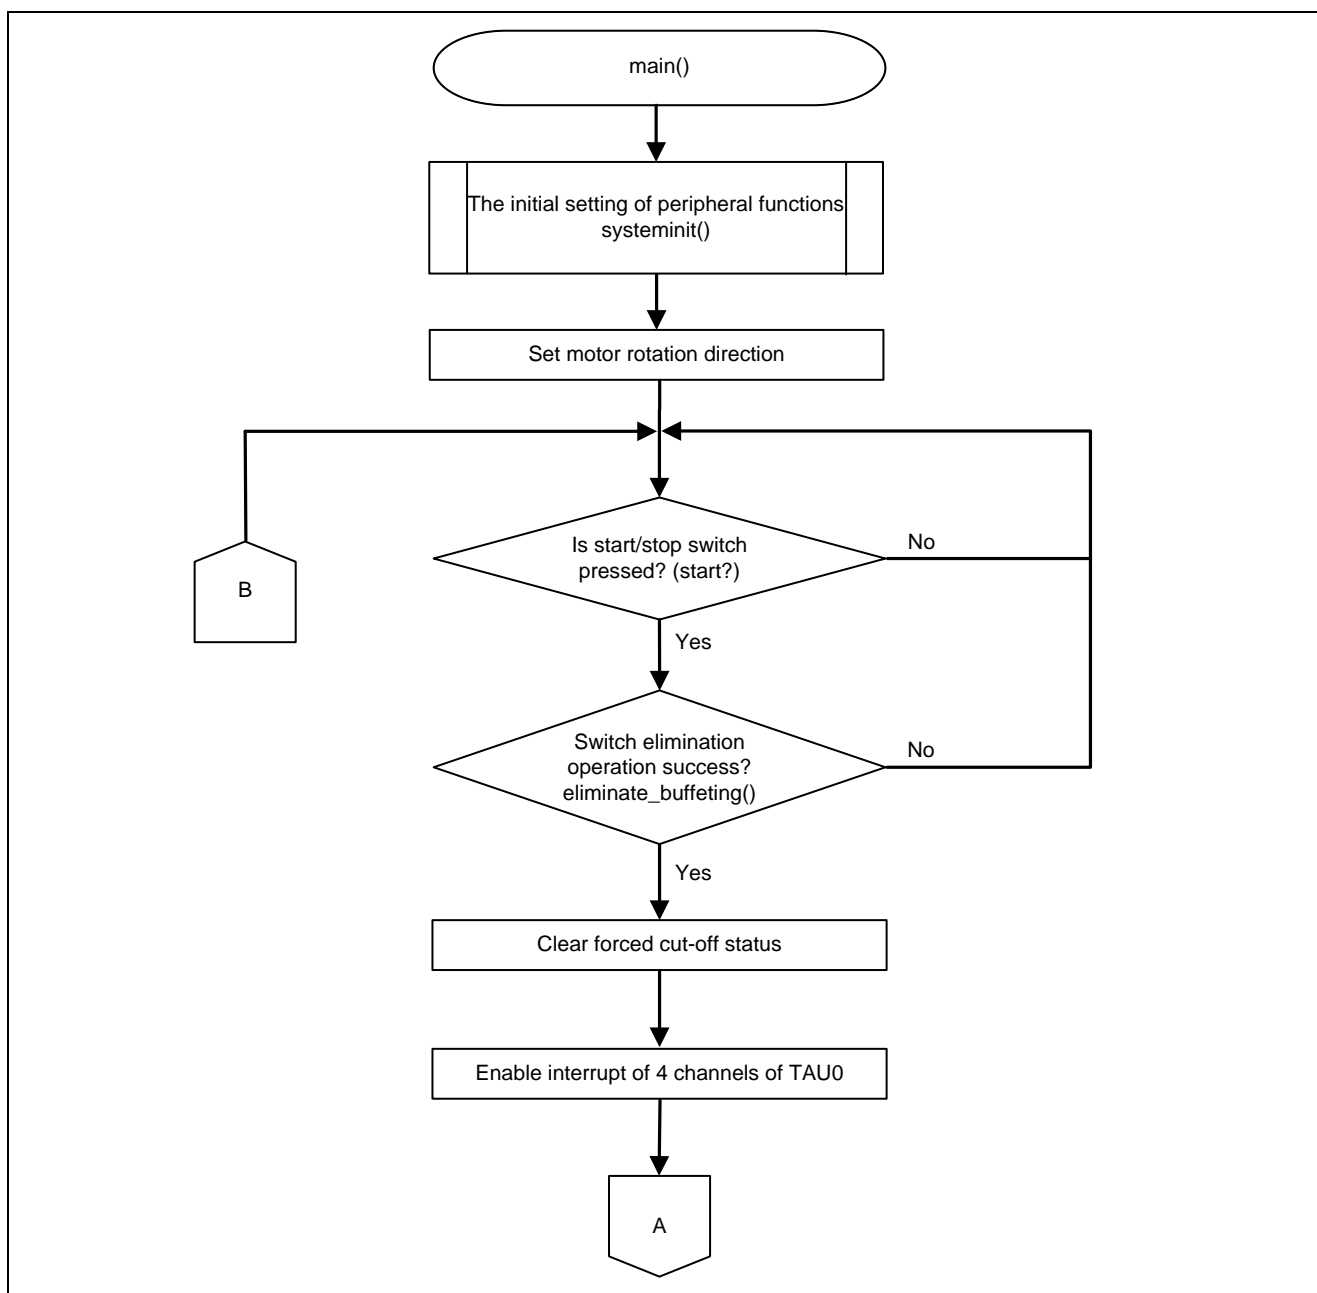 main()
The initial setting of peripheral functions
systeminit()
Set motor rotation direction
Is start/stop switch
pressed? (start?)
No
B
Yes
Switch elimination
operation success?
eliminate_buffeting()
No
Yes
Clear forced cut-off status
Enable interrupt of 4 channels of TAU0
A